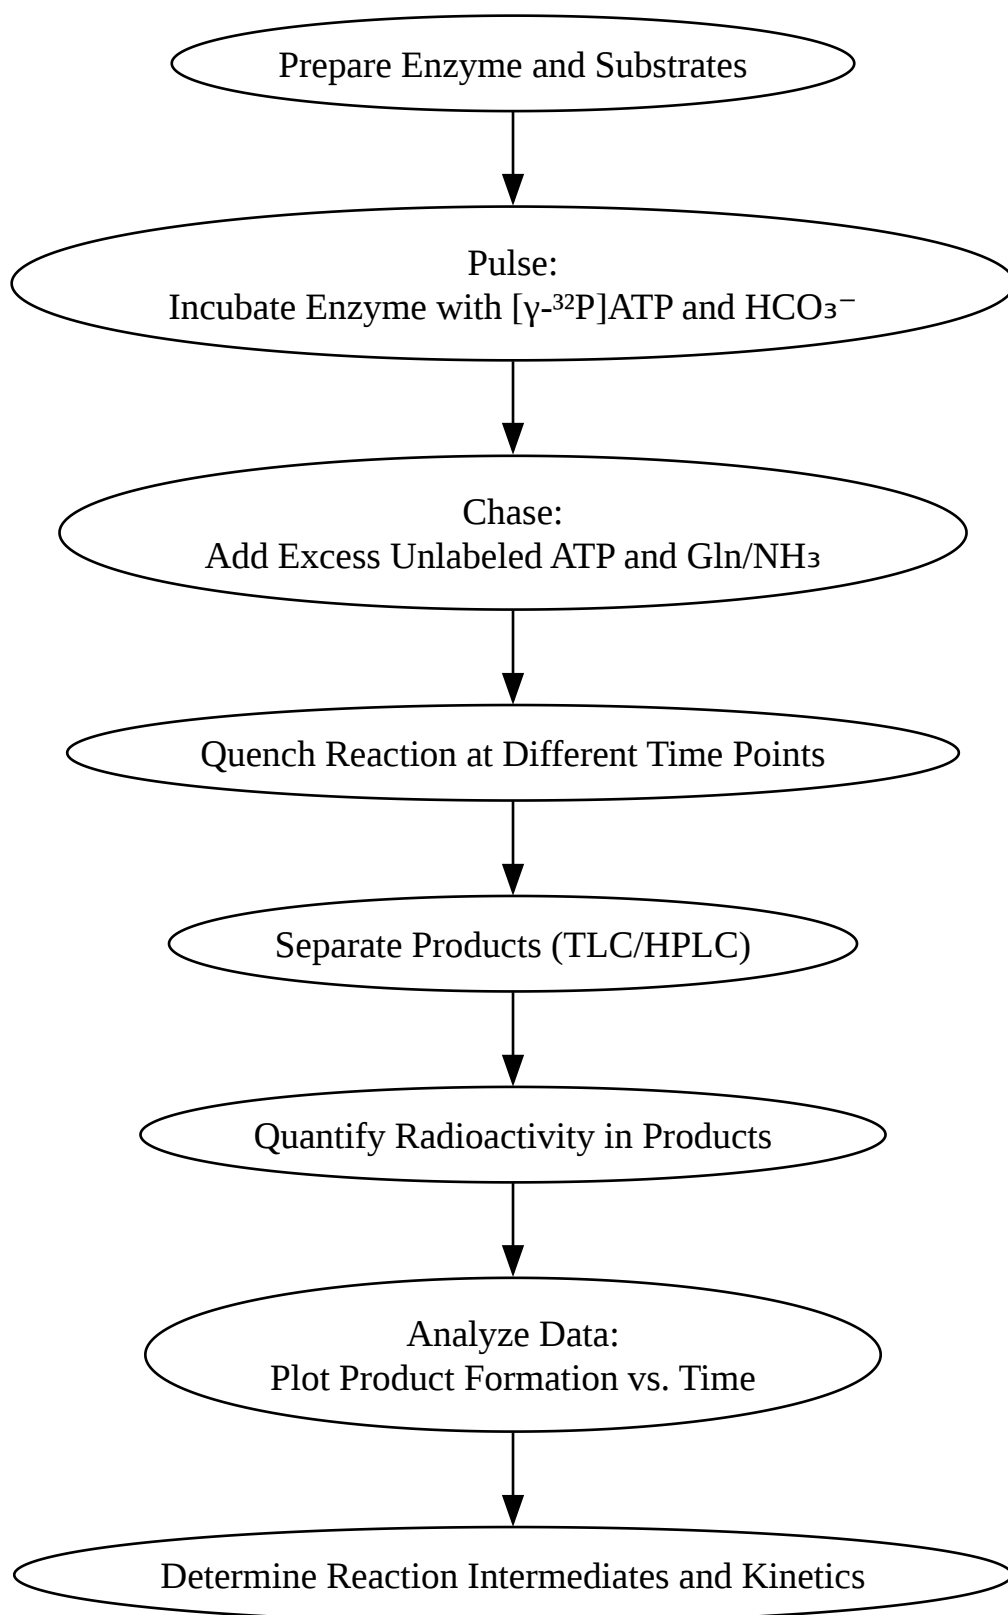 Prepare Enzyme and Substrates
Pulse:
Incubate Enzyme with [γ-³²P]ATP and HCO₃⁻
Chase:
Add Excess Unlabeled ATP and Gln/NH₃
Quench Reaction at Different Time Points
Separate Products (TLC/HPLC)
Quantify Radioactivity in Products
Analyze Data:
Plot Product Formation vs. Time
Determine Reaction Intermediates and Kinetics